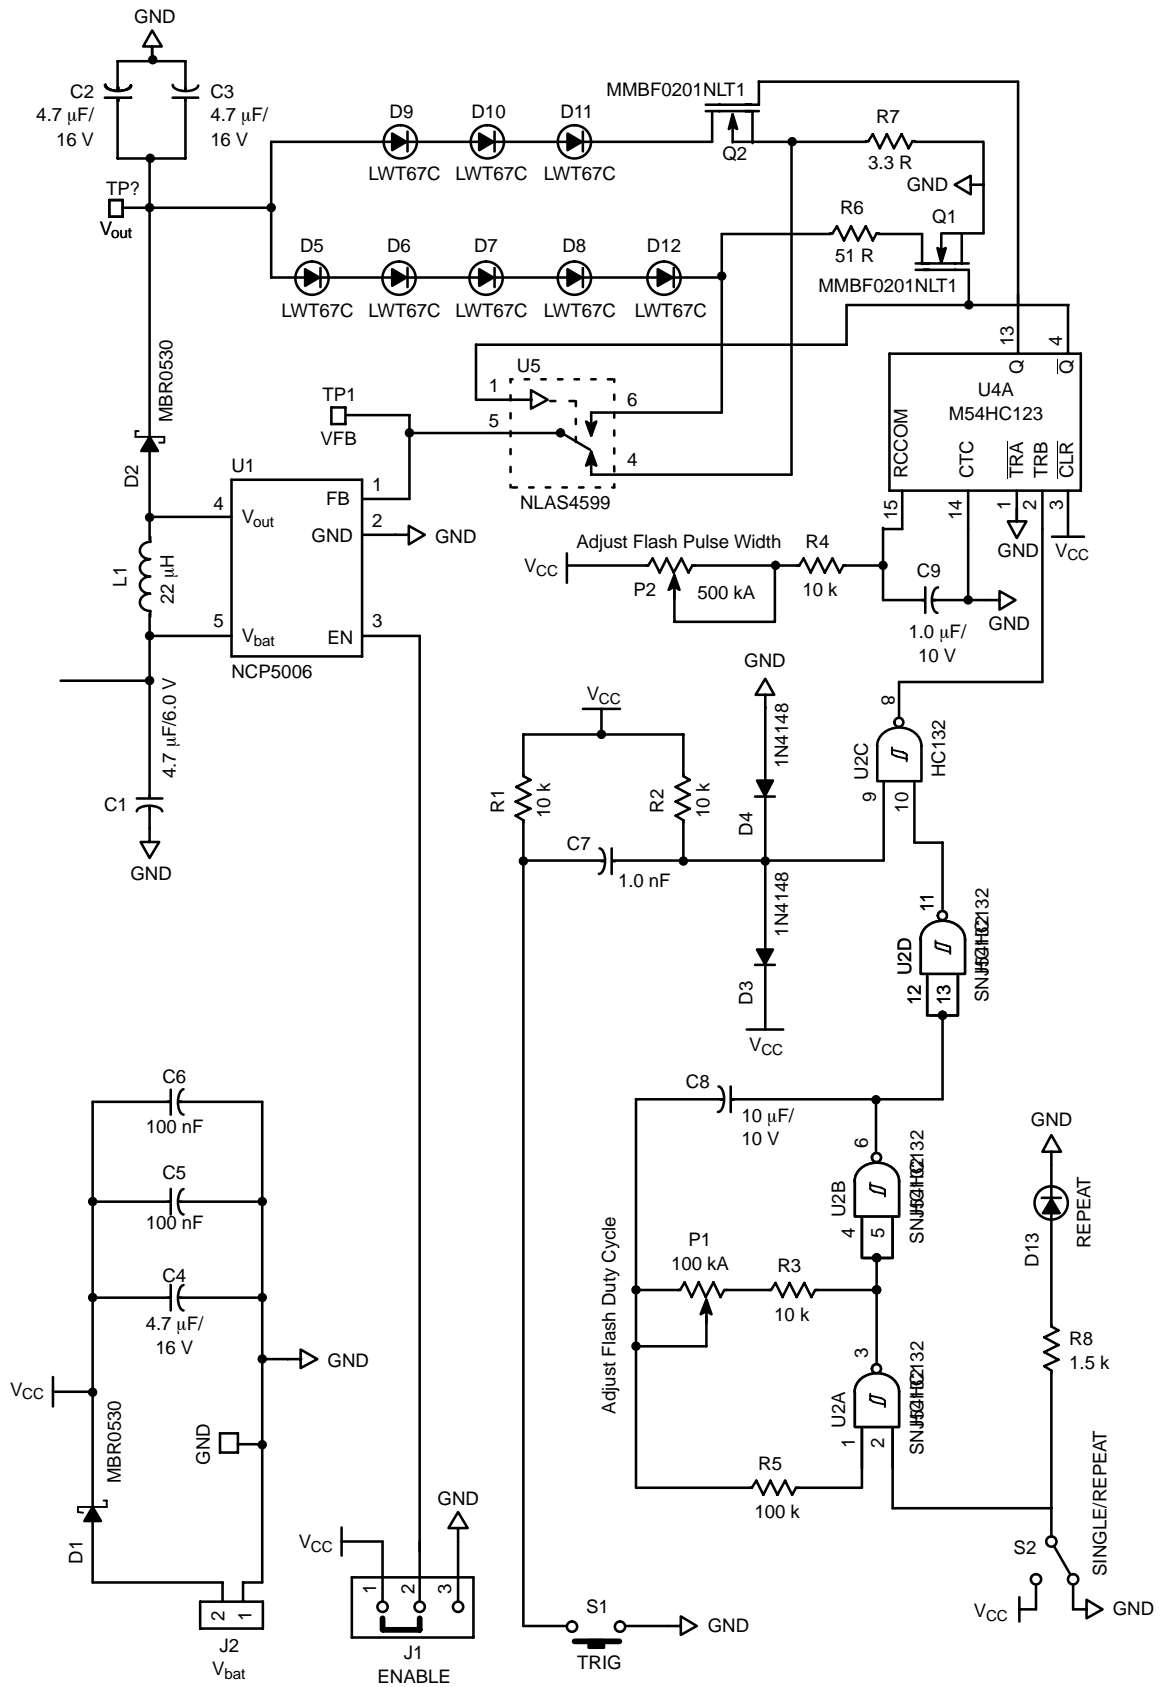 GND
C2
4.7 µF/
16 V
C3
4.7 µF/
16 V
TP?
Vout
D9
LWT67C
D10
LWT67C
D11
LWT67C
MMBF0201NLT1
Q2
R7
3.3 R
GND
Q1
R6
51 R
MMBF0201NLT1
D5
LWT67C
D6
LWT67C
D7
LWT67C
D8
LWT67C
D12
LWT67C
MBR0530
D2
TP1
VFB
U5
1
5
6
4
NLAS4599
13
4
Q
Q
U4A
M54HC123
RCCOM
CTC
TRA
TRB
CLR
15
14
1
2
3
GND
VCC
U1
4
Vout
FB
1
GND
2
GND
5
Vbat
EN
3
NCP5006
L1
22 µH
VCC
Adjust Flash Pulse Width
P2
500 kA
R4
10 k
C9
1.0 µF/
10 V
GND
4.7 µF/6.0 V
C1
GND
VCC
R1
10 k
R2
10 k
C7
1.0 nF
GND
1N4148
D4
1N4148
D3
VCC
8
U2C
HC132
9
10
11
U2D
12
13
C6
100 nF
C5
100 nF
C4
4.7 µF/
16 V
GND
VCC
MBR0530
D1
GND
2
1
J2
Vbat
C8
10 µF/
10 V
6
U2B
4
5
Adjust Flash Duty Cycle
P1
100 kA
R3
10 k
3
U2A
1
2
R5
100 k
GND
REPEAT
D13
R8
1.5 k
SINGLE/REPEAT
S2
VCC
GND
VCC
GND
1
2
3
J1
ENABLE
S1
TRIG
GND